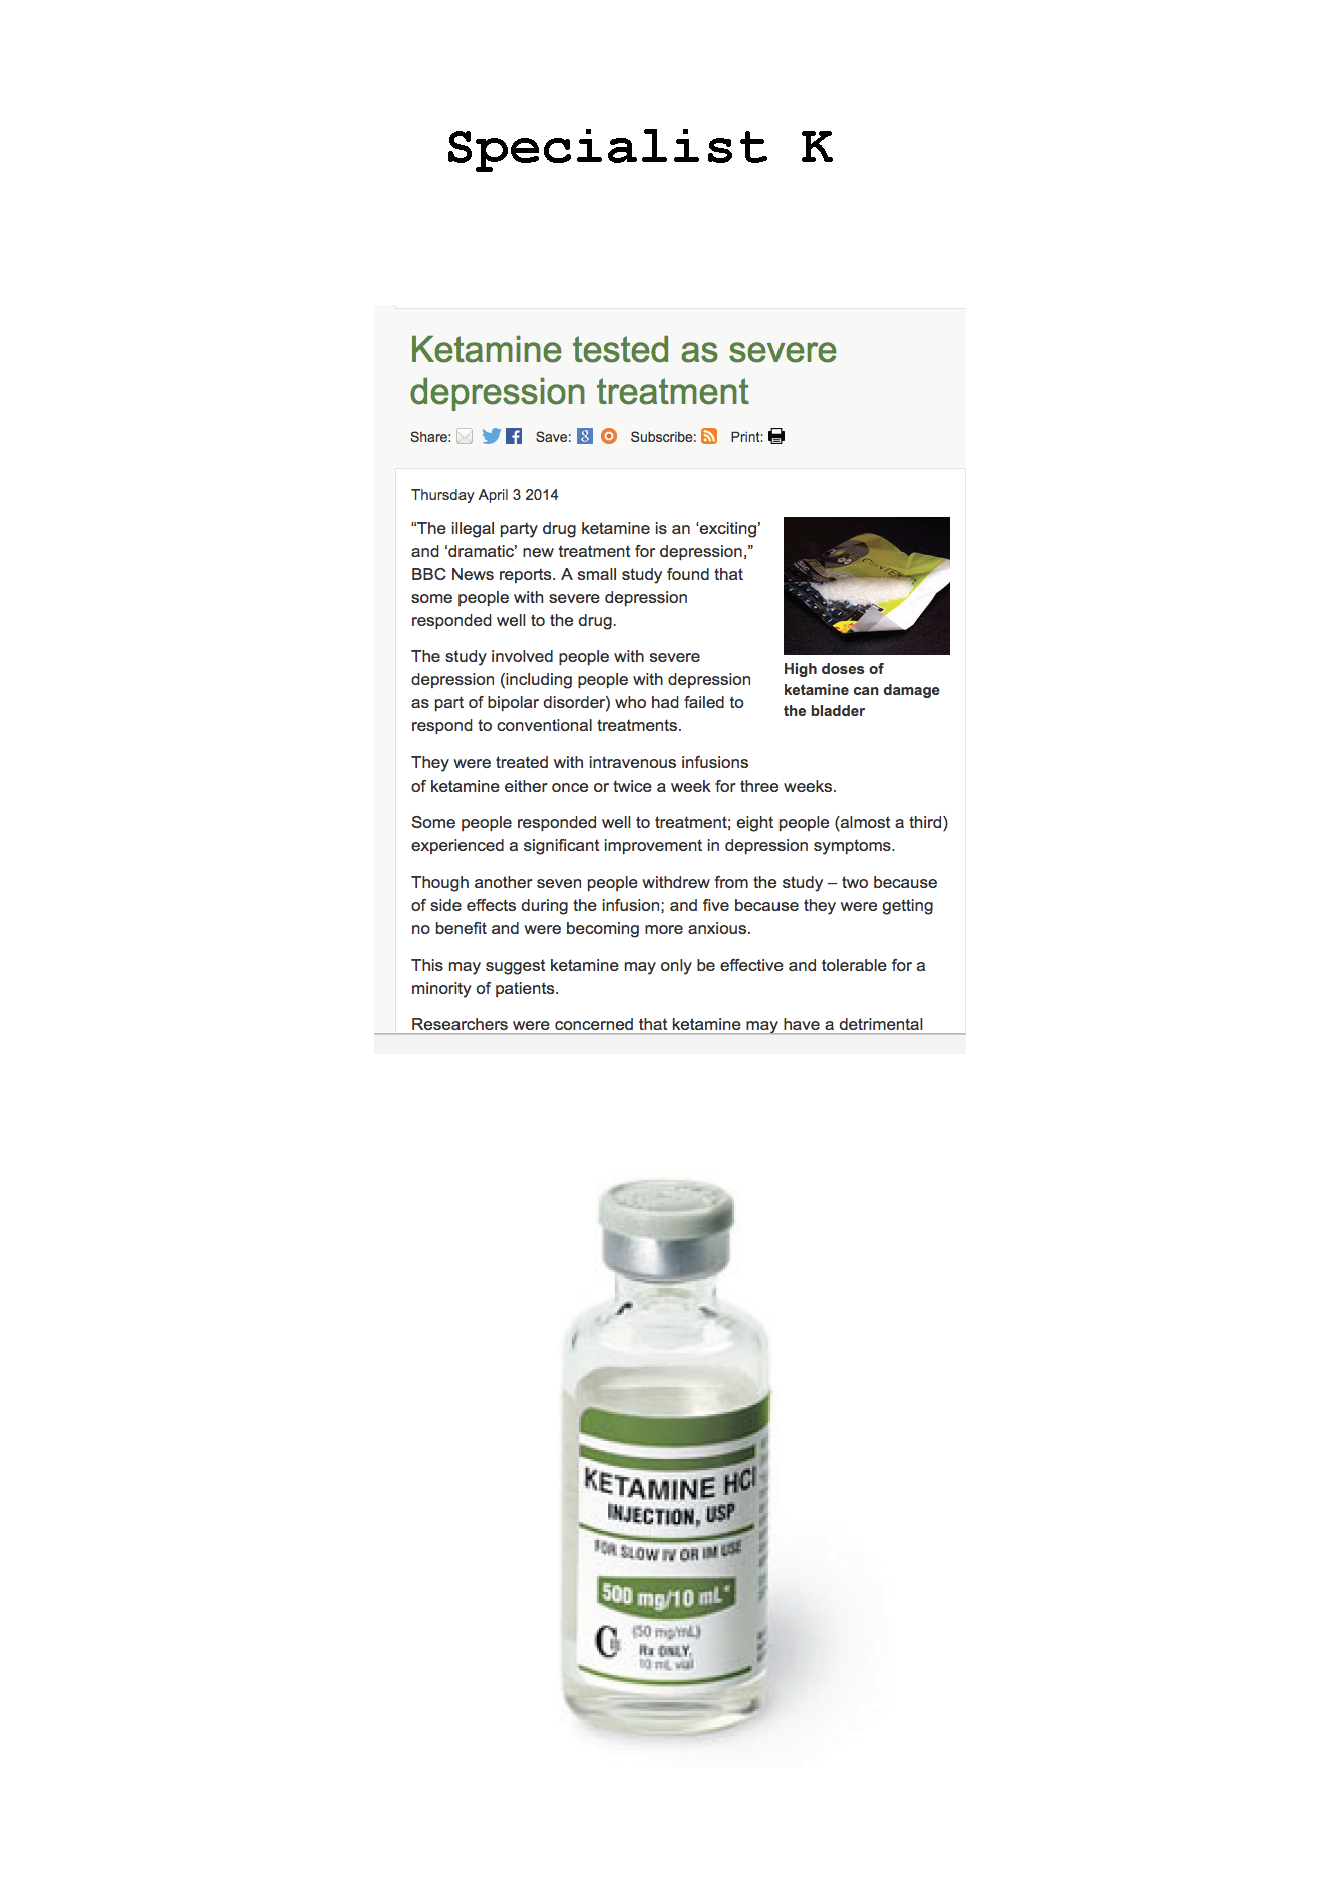 Specialist K
Ketamine tested as severe
depression treatment
Share: Save: Subscribe: Print:
Thursday April 3 2014
“The illegal party drug ketamine is an ‘exciting’
and ‘dramatic’ new treatment for depression,”
BBC News reports. A small study found that
some people with severe depression
responded well to the drug.
High doses of
ketamine can damage
the bladder
The study involved people with severe
depression (including people with depression
as part of bipolar disorder) who had failed to
respond to conventional treatments.
They were treated with intravenous infusions
of ketamine either once or twice a week for three weeks.
Some people responded well to treatment; eight people (almost a third)
experienced a significant improvement in depression symptoms.
Though another seven people withdrew from the study – two because
of side effects during the infusion; and five because they were getting
no benefit and were becoming more anxious.
This may suggest ketamine may only be effective and tolerable for a
minority of patients.
Researchers were concerned that ketamine may have a detrimental
KETAMINE HCl
INJECTION, USP
FOR SLOW IV OR IM USE
500 mg/10 mL*
(50 mg/mL)
Rx ONLY.
10 mL vial